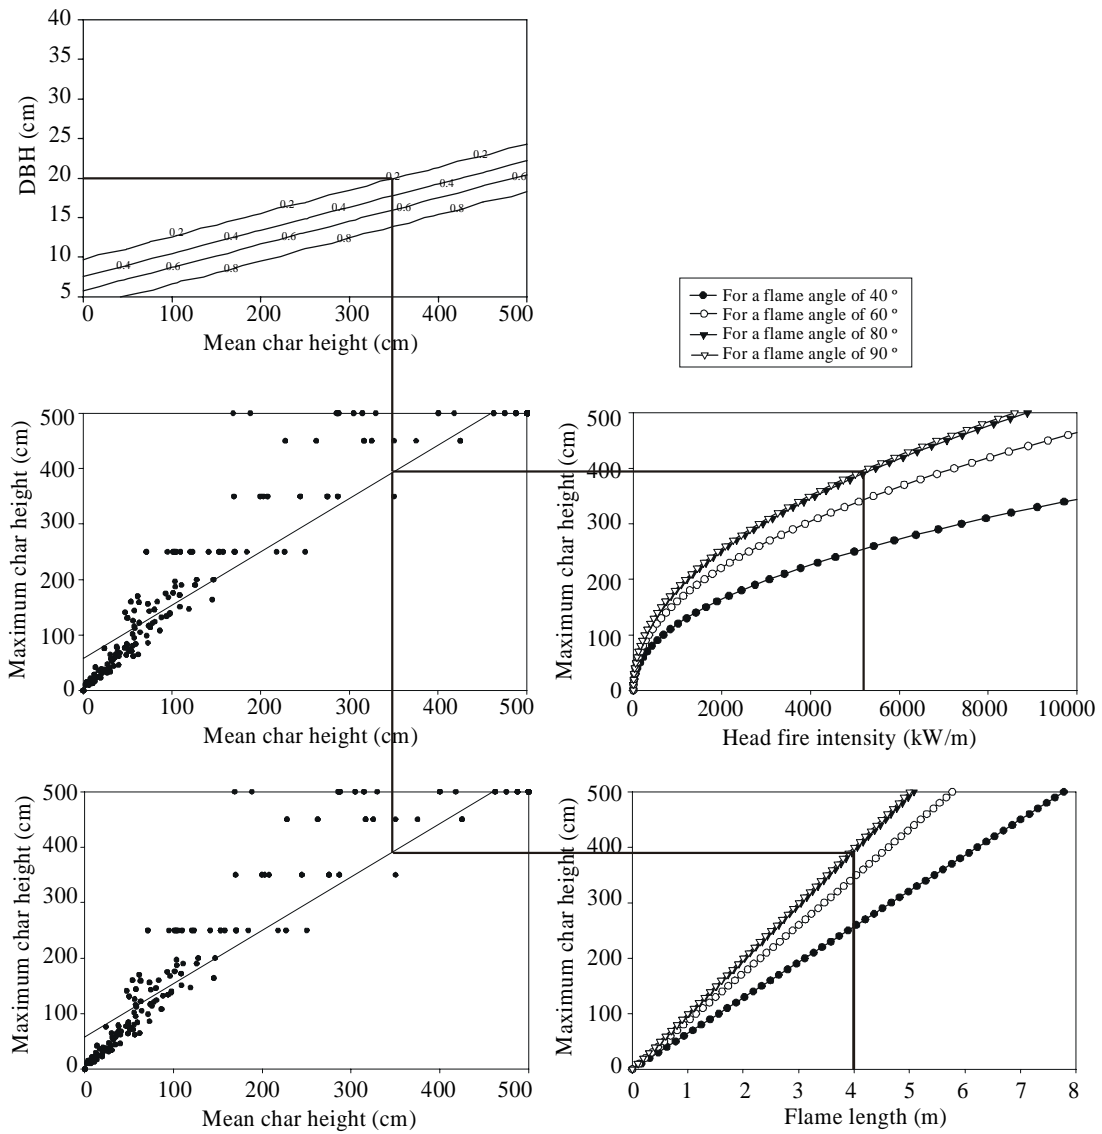 40
35
30
25
20
15
10
5
DBH (cm)
0.2
0.2
0.2
0.2
0.4
0.4
0.4
0.6
0.6
0.6
0.6
0.8
0.8
0.8
0 100 200 300 400 500
Mean char height (cm)
For a flame angle of 40 º
For a flame angle of 60 º
For a flame angle of 80 º
For a flame angle of 90 º
500
400
300
200
100
0
Maximum char height (cm)
0 100 200 300 400 500
Mean char height (cm)
500
400
300
200
100
0
Maximum char height (cm)
0 2000 4000 6000 8000 10000
Head fire intensity (kW/m)
500
400
300
200
100
0
Maximum char height (cm)
0 100 200 300 400 500
Mean char height (cm)
500
400
300
200
100
0
Maximum char height (cm)
0 1 2 3 4 5 6 7 8
Flame length (m)